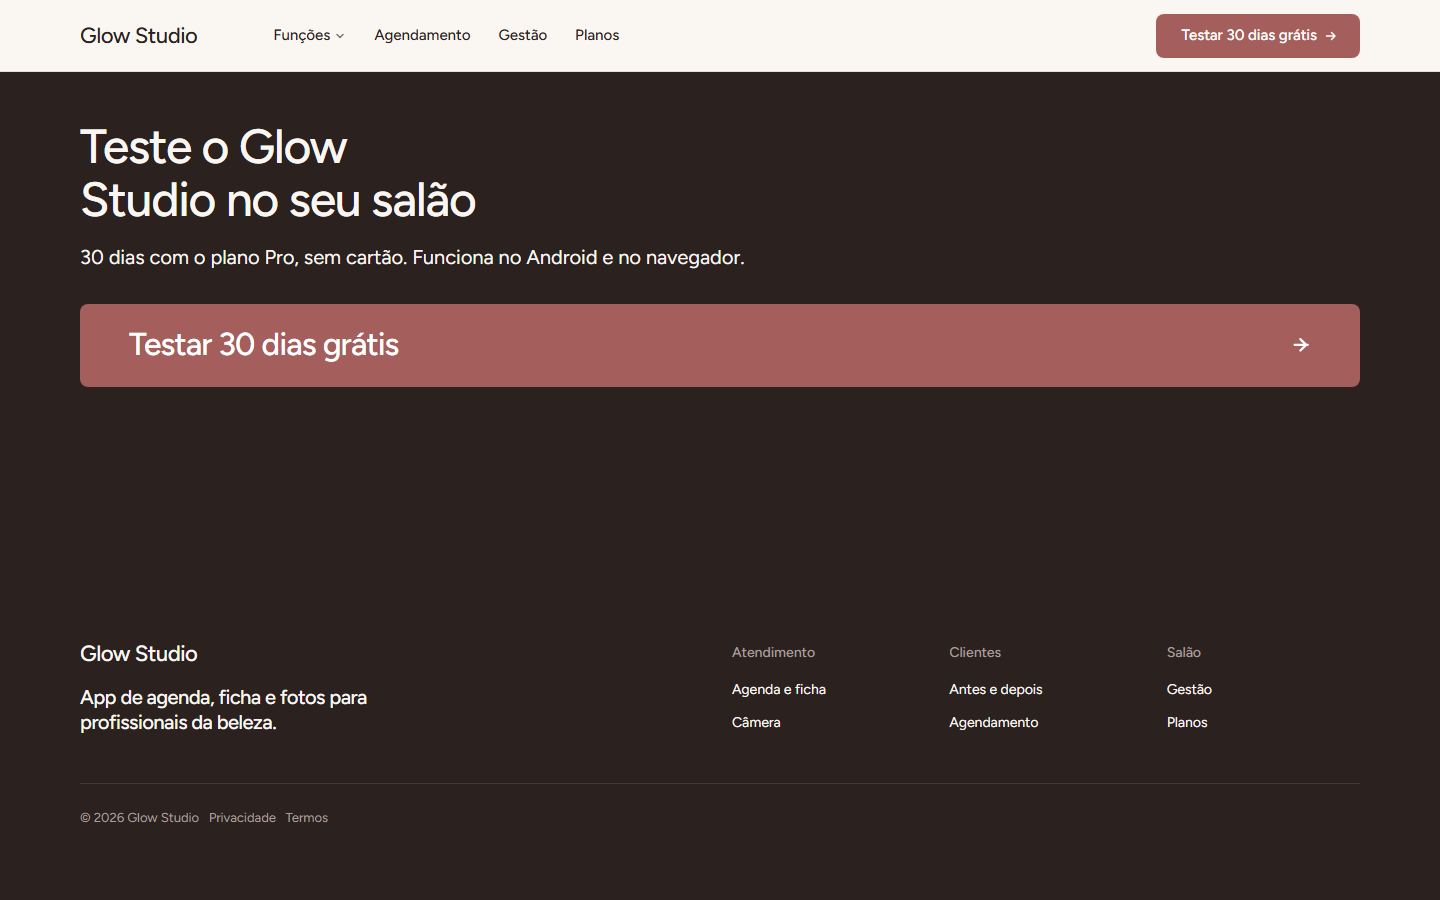 Glow Studio
Funções
Agendamento
Gestão
Planos
Testar 30 dias grátis →
Teste o Glow
Studio no seu salão
30 dias com o plano Pro, sem cartão. Funciona no Android e no navegador.
Testar 30 dias grátis →
Glow Studio
App de agenda, ficha e fotos para
profissionais da beleza.
Atendimento
Agenda e ficha
Câmera
Clientes
Antes e depois
Agendamento
Salão
Gestão
Planos
© 2026 Glow Studio Privacidade Termos